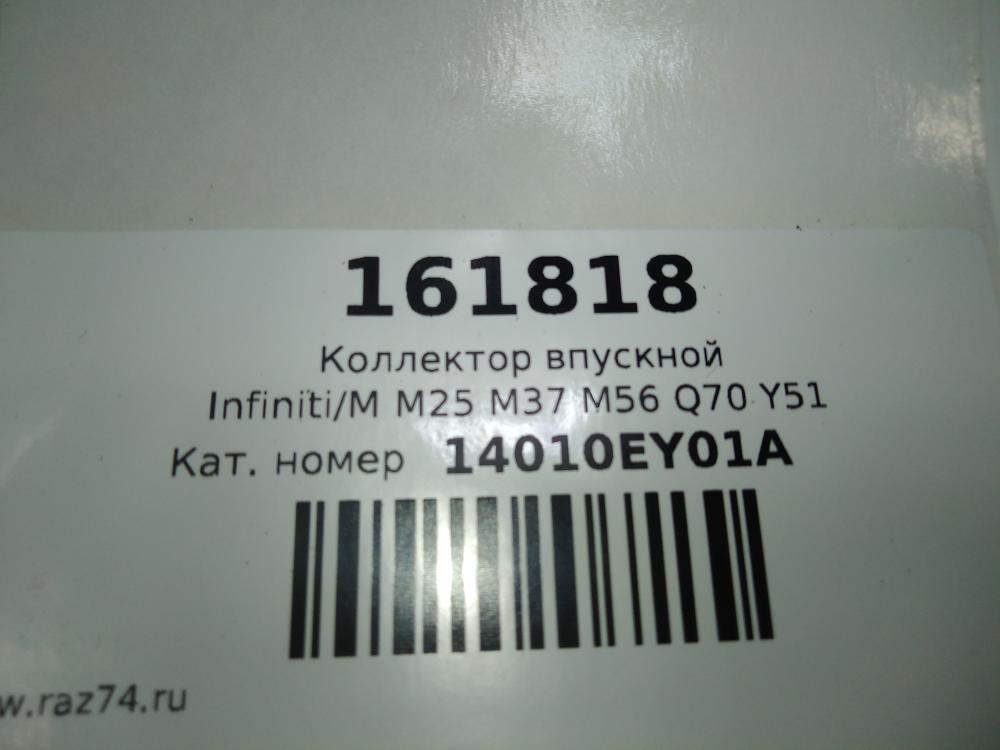 161818
Коллектор впускной
Infiniti/M M25 M37 M56 Q70 Y51
Кат. номер 14010EY01A
w.raz74.ru